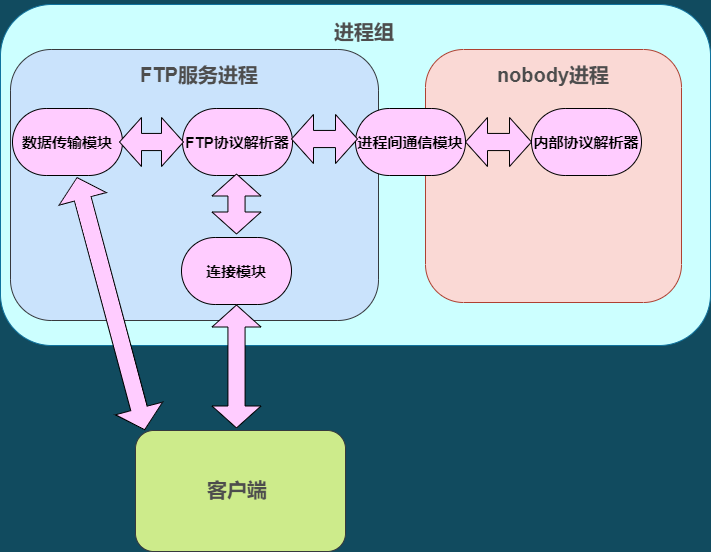 进程组
FTP服务进程
nobody进程
数据传输模块
FTP协议解析器
进程间通信模块
内部协议解析器
连接模块
客户端